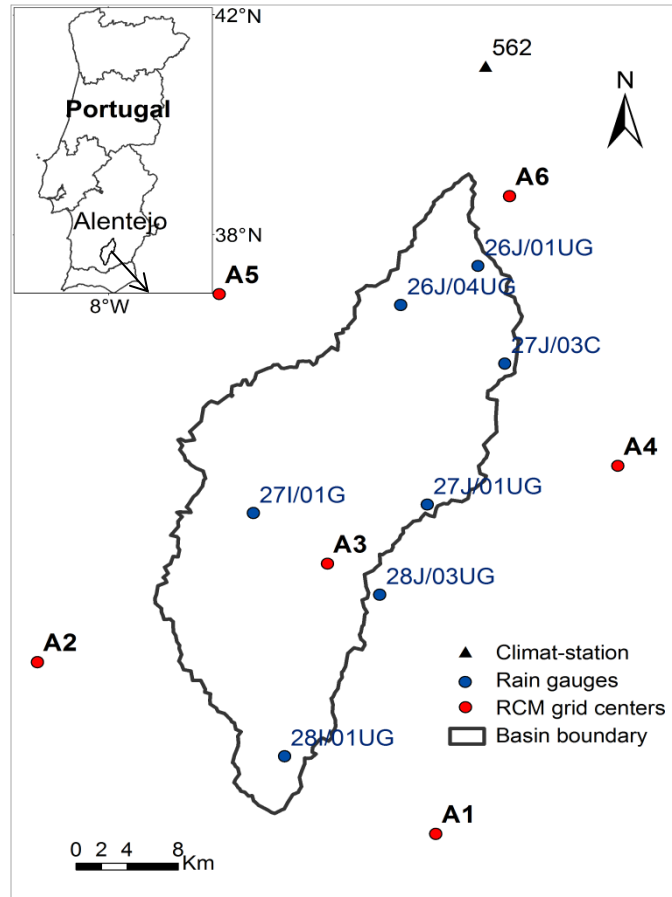 42°N
562
Portugal
N
A6
Alentejo
38°N
26J/01UG
A5
26J/04UG
8°W
27J/03C
A4
27I/01G
27J/01UG
A3
28J/03UG
A2
Climat-station
Rain gauges
RCM grid centers
Basin boundary
28I/01UG
A1
0 2 4 8
Km